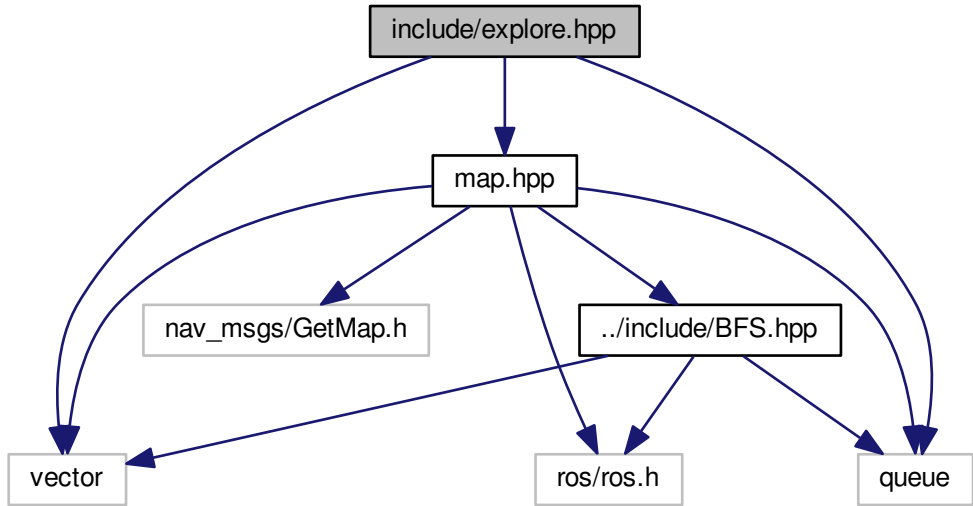 include/explore.hpp
map.hpp
nav_msgs/GetMap.h
../include/BFS.hpp
vector
ros/ros.h
queue